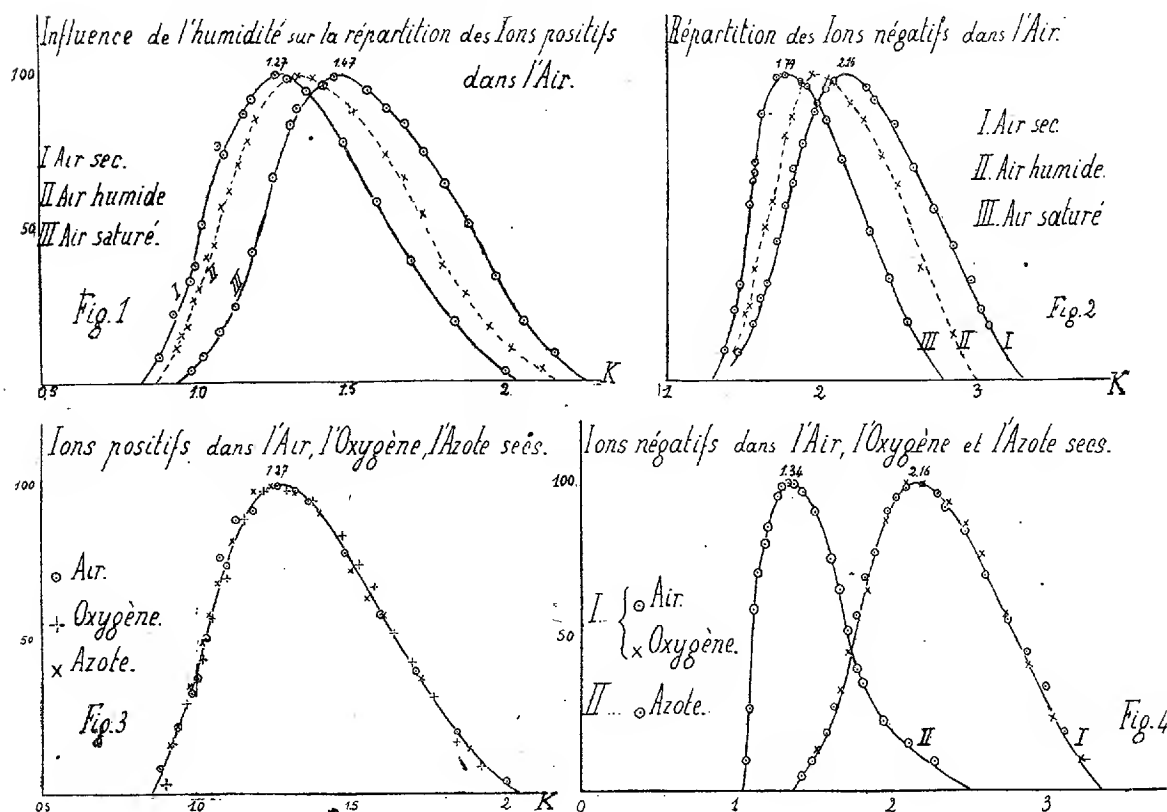 Influence de l'humidité sur la répartition des Ions positifs
dans l'Air.
1.27 1.47
100
50
I Air sec.
II Air humide
III Air saturé.
I II III
Fig.1
0,5 1.0 1.5 2. K
Répartition des Ions négatifs dans l'Air.
1.79 2.15
I. Air sec.
II. Air humide.
III. Air saturé
Fig.2
III II I
1 2 3 K
Ions positifs dans l'Air, l'Oxygène, l'Azote secs.
1.27
100
50
Air.
Oxygène.
Azote.
Fig.3
0,5 1.0 1.5 2. K
Ions négatifs dans l'Air, l'Oxygène et l'Azote secs.
1.34 2.16
100
50
I... Air.
Oxygène.
II... Azote.
II I
Fig.4
0 1 2 3 K